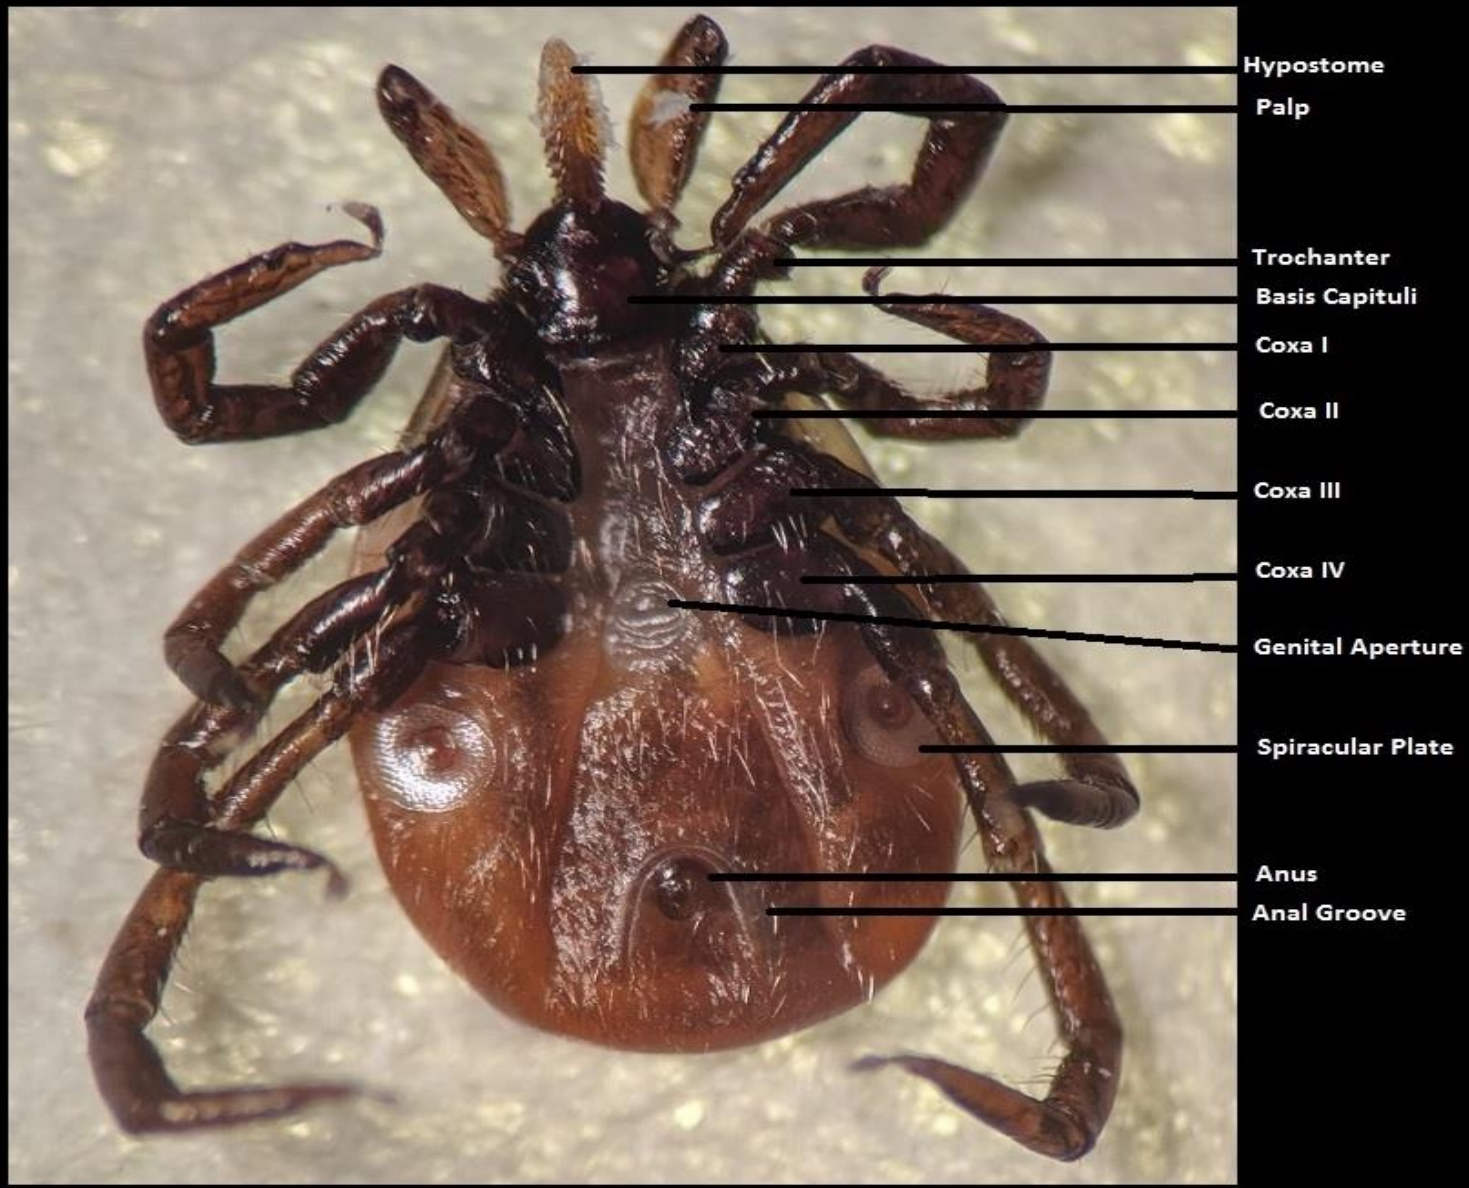 Hypostome
Palp
Trochanter
Basis Capituli
Coxa I
Coxa II
Coxa III
Coxa IV
Genital Aperture
Spiracular Plate
Anus
Anal Groove